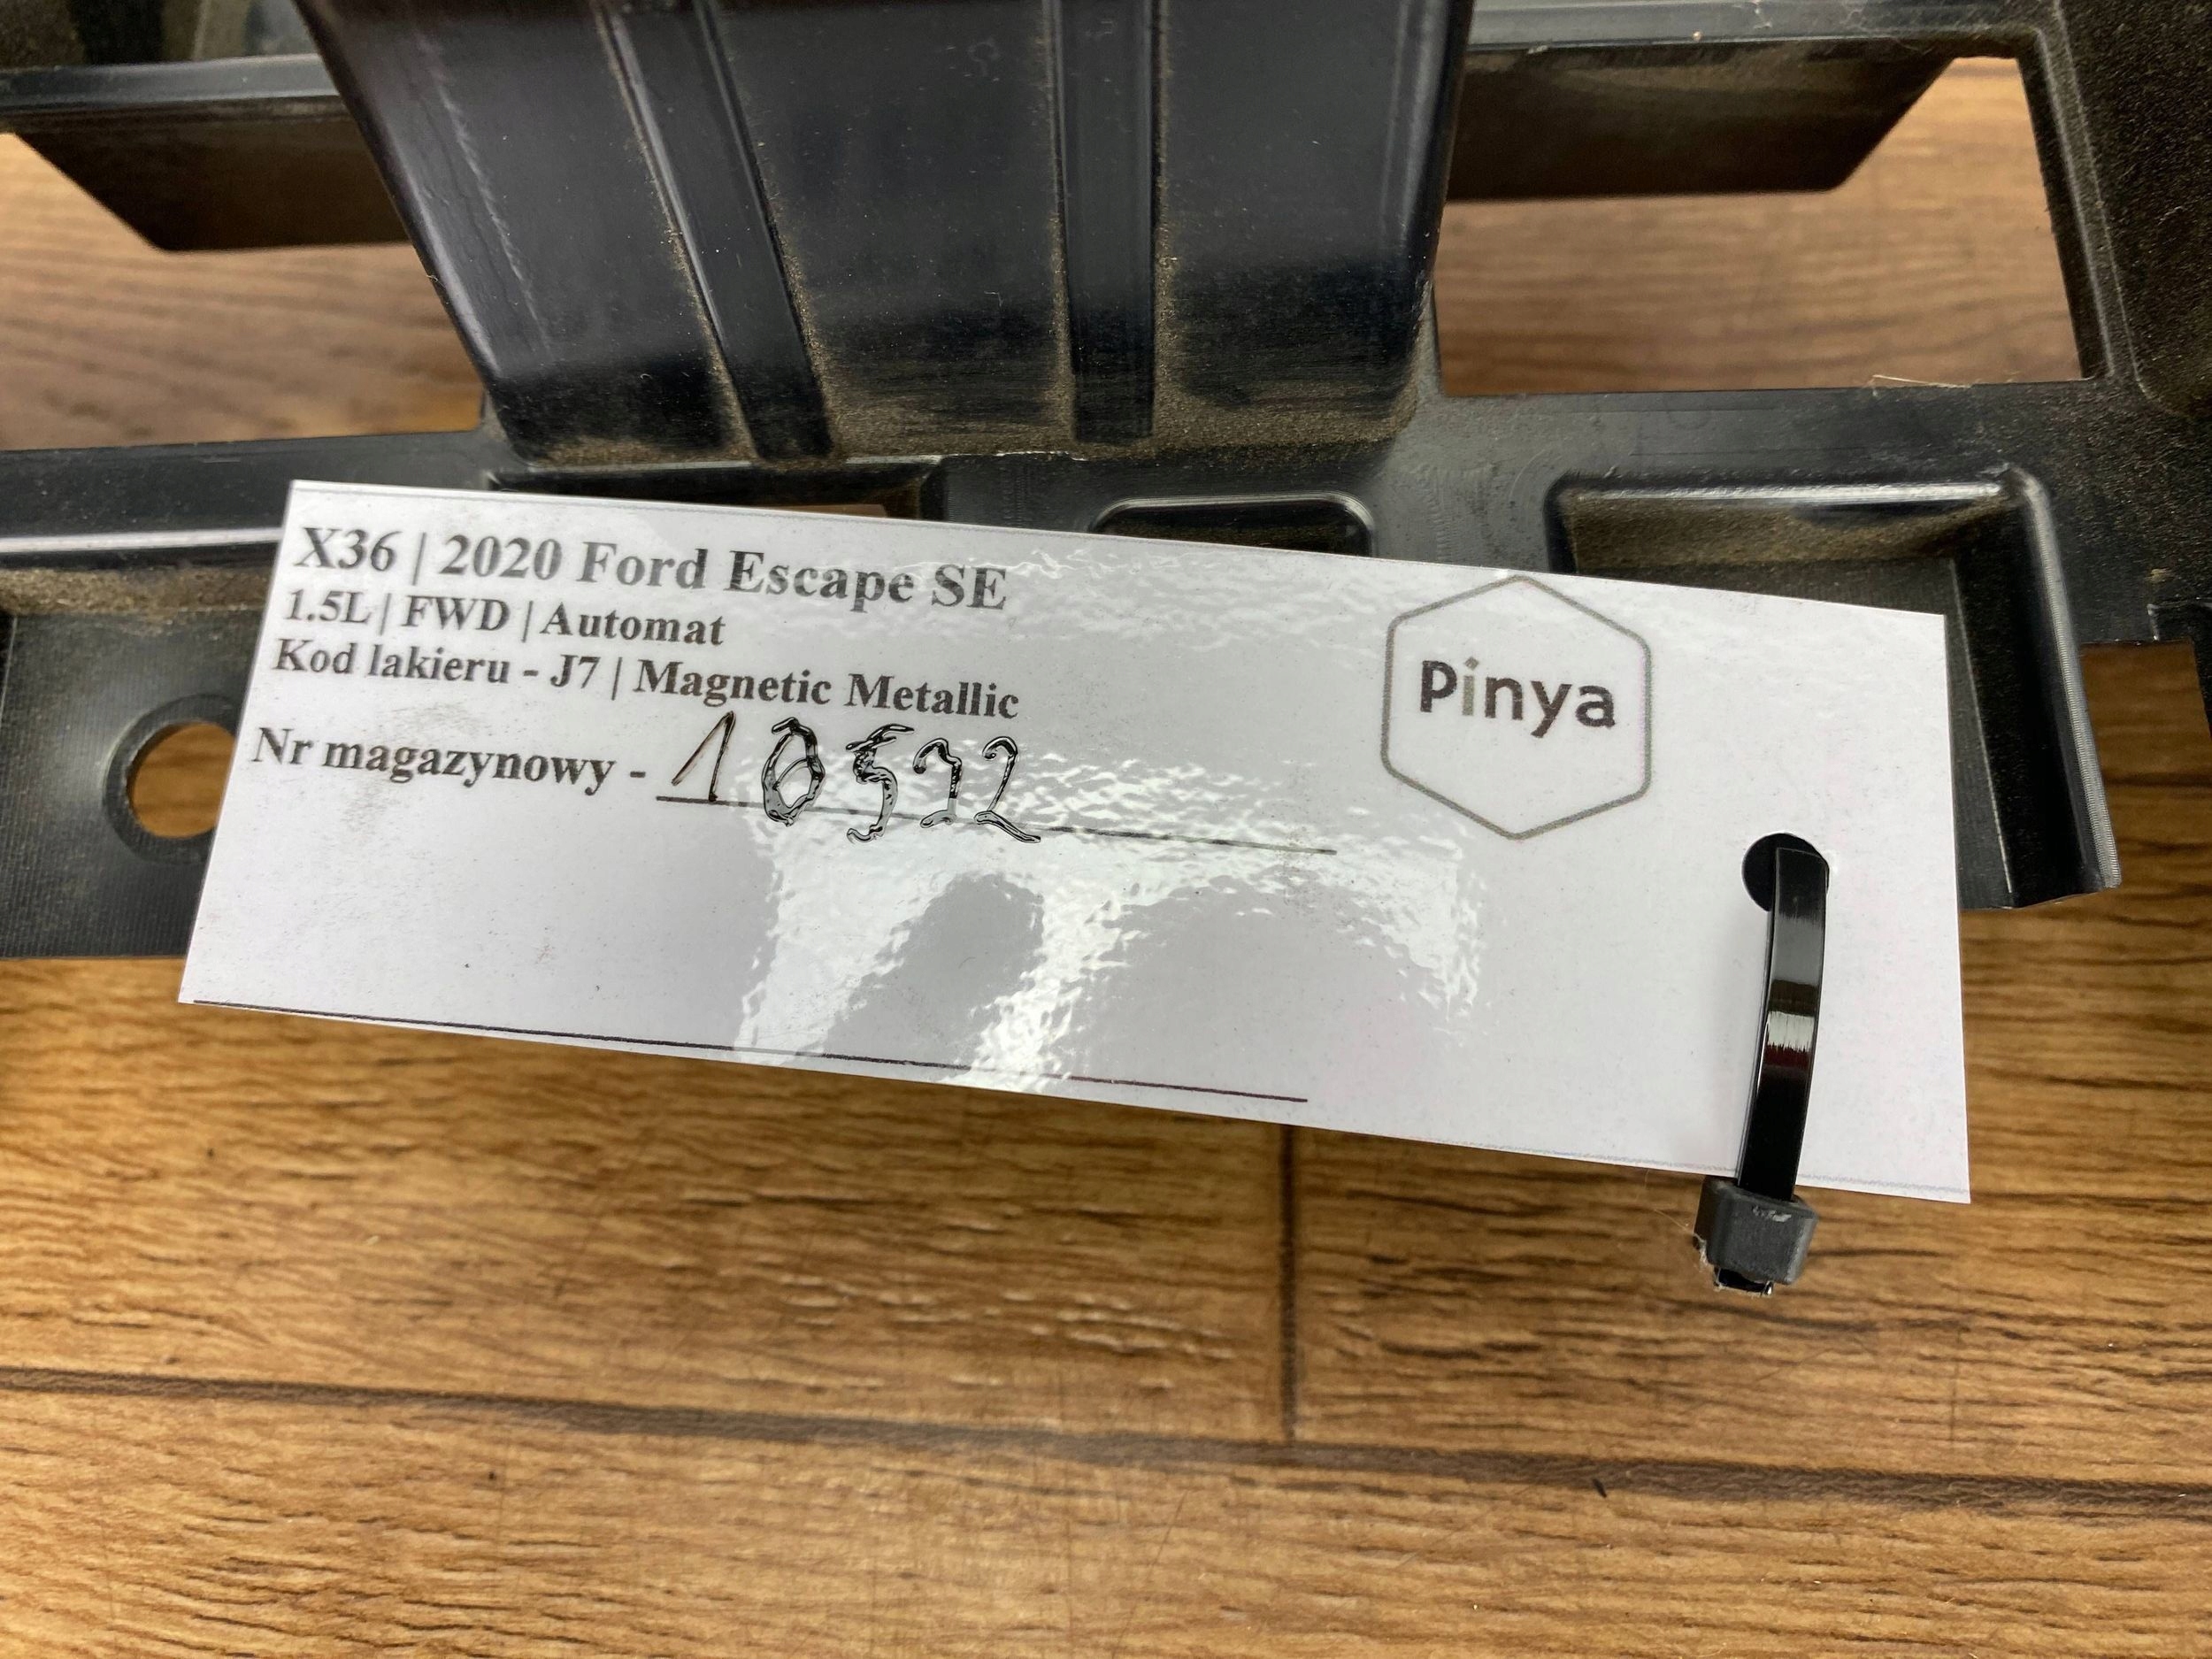 X36 | 2020 Ford Escape SE
1.5L | FWD | Automat
Kod lakieru - J7 | Magnetic Metallic
Nr magazynowy - 10522
Pinya